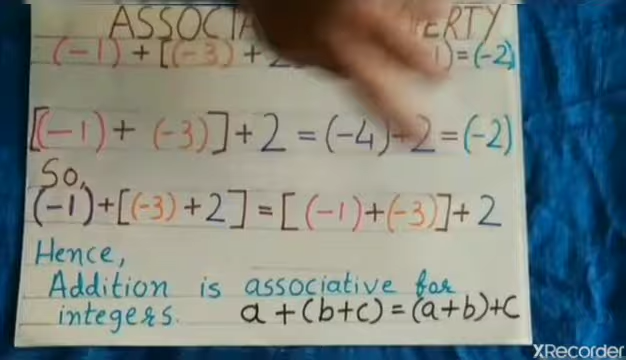 ASSOCIA ERTY
(-1) + [(-3) + 2 1) = (-2)
[(-1) + (-3)] + 2 = (-4)+2 = (-2)
So,
(-1)+[(-3)+2] = [(-1)+(-3)]+2
Hence,
Addition is associative for
integers. a+(b+c) = (a+b)+c
XRecorder